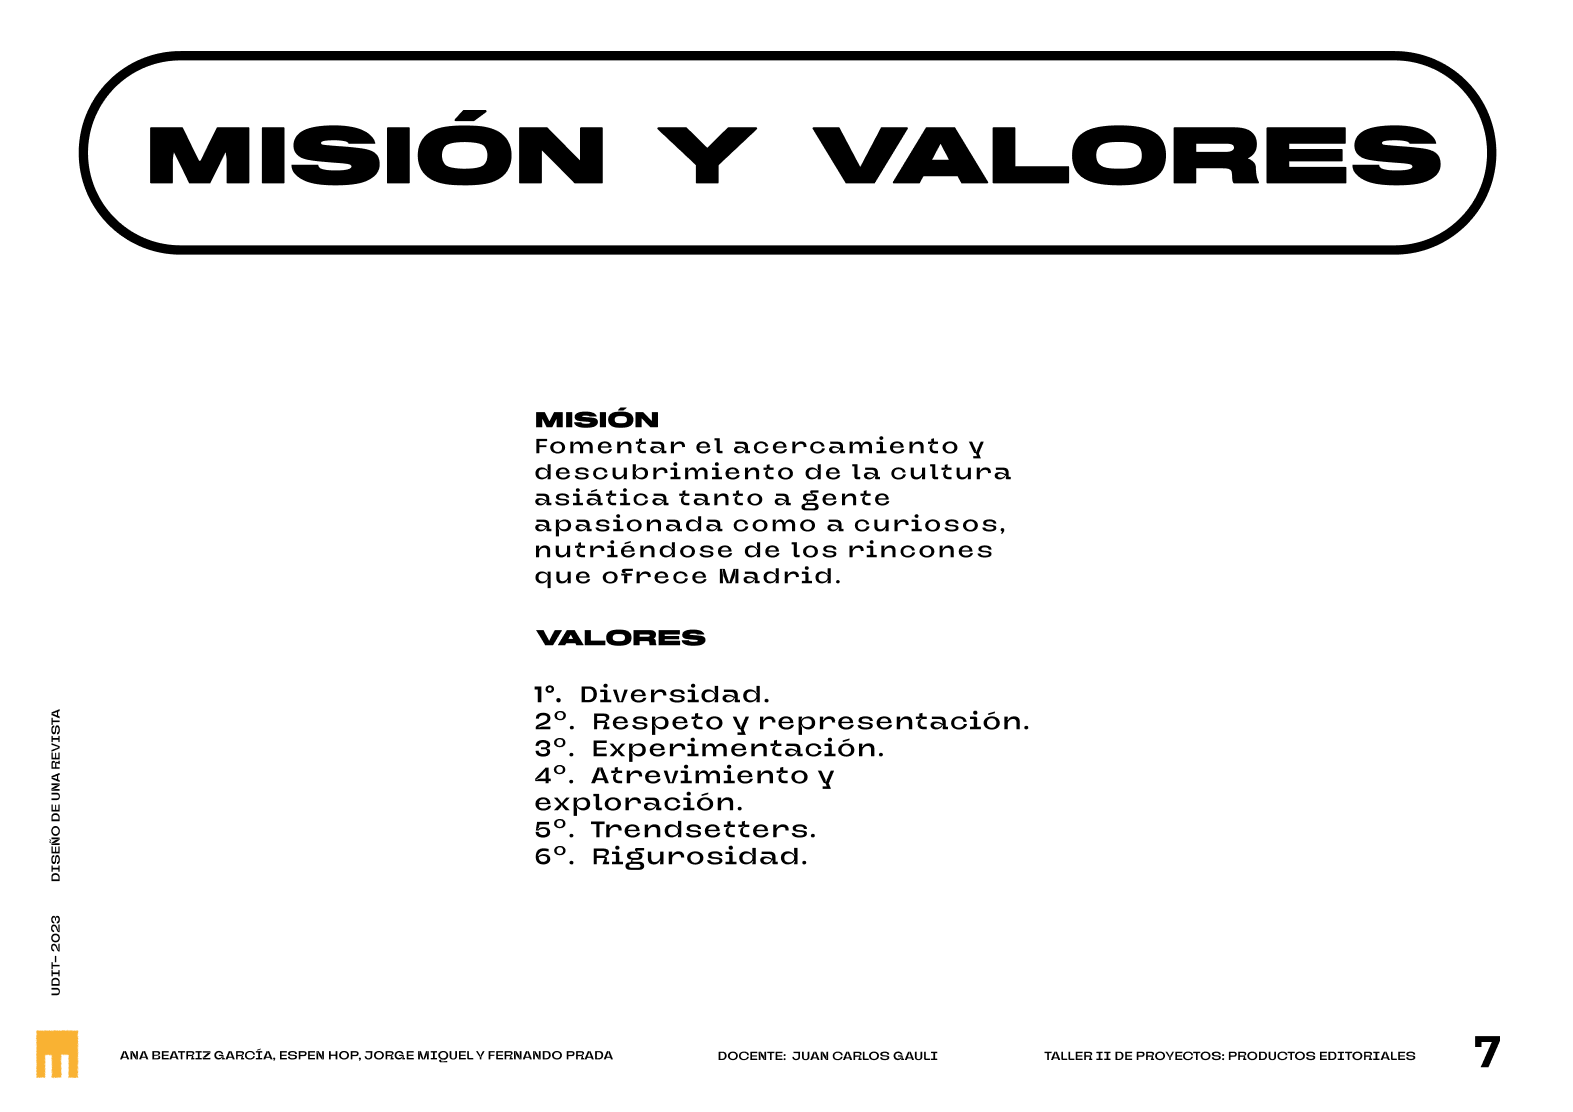 MISIÓN Y VALORES
MISIÓN
Fomentar el acercamiento y
descubrimiento de la cultura
asiática tanto a gente
apasionada como a curiosos,
nutriéndose de los rincones
que ofrece Madrid.
VALORES
1º. Diversidad.
2º. Respeto y representación.
3º. Experimentación.
4º. Atrevimiento y
exploración.
5º. Trendsetters.
6º. Rigurosidad.
UDIT- 2023 DISEÑO DE UNA REVISTA
ANA BEATRIZ GARCÍA, ESPEN HOP, JORGE MIQUEL Y FERNANDO PRADA
DOCENTE: JUAN CARLOS GAULI
TALLER II DE PROYECTOS: PRODUCTOS EDITORIALES
7